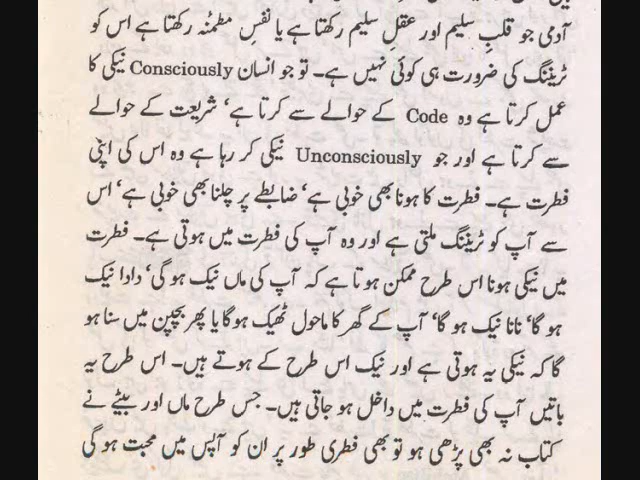 آدمی جو قلبِ سلیم اور عقلِ سلیم رکھتا ہے یا نفسِ مطمئنہ رکھتا ہے اس کو
ٹریننگ کی ضرورت ہی کوئی نہیں ہے۔ تو جو انسان Consciously نیکی کا
عمل کرتا ہے وہ Code کے حوالے سے کرتا ہے‘ شریعت کے حوالے
سے کرتا ہے اور جو Unconsciously نیکی کر رہا ہے وہ اس کی اپنی
فطرت ہے۔ فطرت کا ہونا بھی خوبی ہے‘ ضابطے پر چلنا بھی خوبی ہے‘ اس
سے آپ کو ٹریننگ ملتی ہے اور وہ آپ کی فطرت میں ہوتی ہے۔ فطرت
میں نیکی ہونا اس طرح ممکن ہوتا ہے کہ آپ کی ماں نیک ہو گی‘ دادا نیک
ہو گا‘ نانا نیک ہو گا‘ آپ کے گھر کا ماحول ٹھیک ہوگا یا پھر بچپن میں سنا ہو
گا کہ نیکی یہ ہوتی ہے اور نیک اس طرح کے ہوتے ہیں۔ اس طرح یہ
باتیں آپ کی فطرت میں داخل ہو جاتی ہیں۔ جس طرح ماں اور بیٹے نے
کتاب نہ بھی پڑھی ہو تو بھی فطری طور پر ان کو آپس میں محبت ہو گی